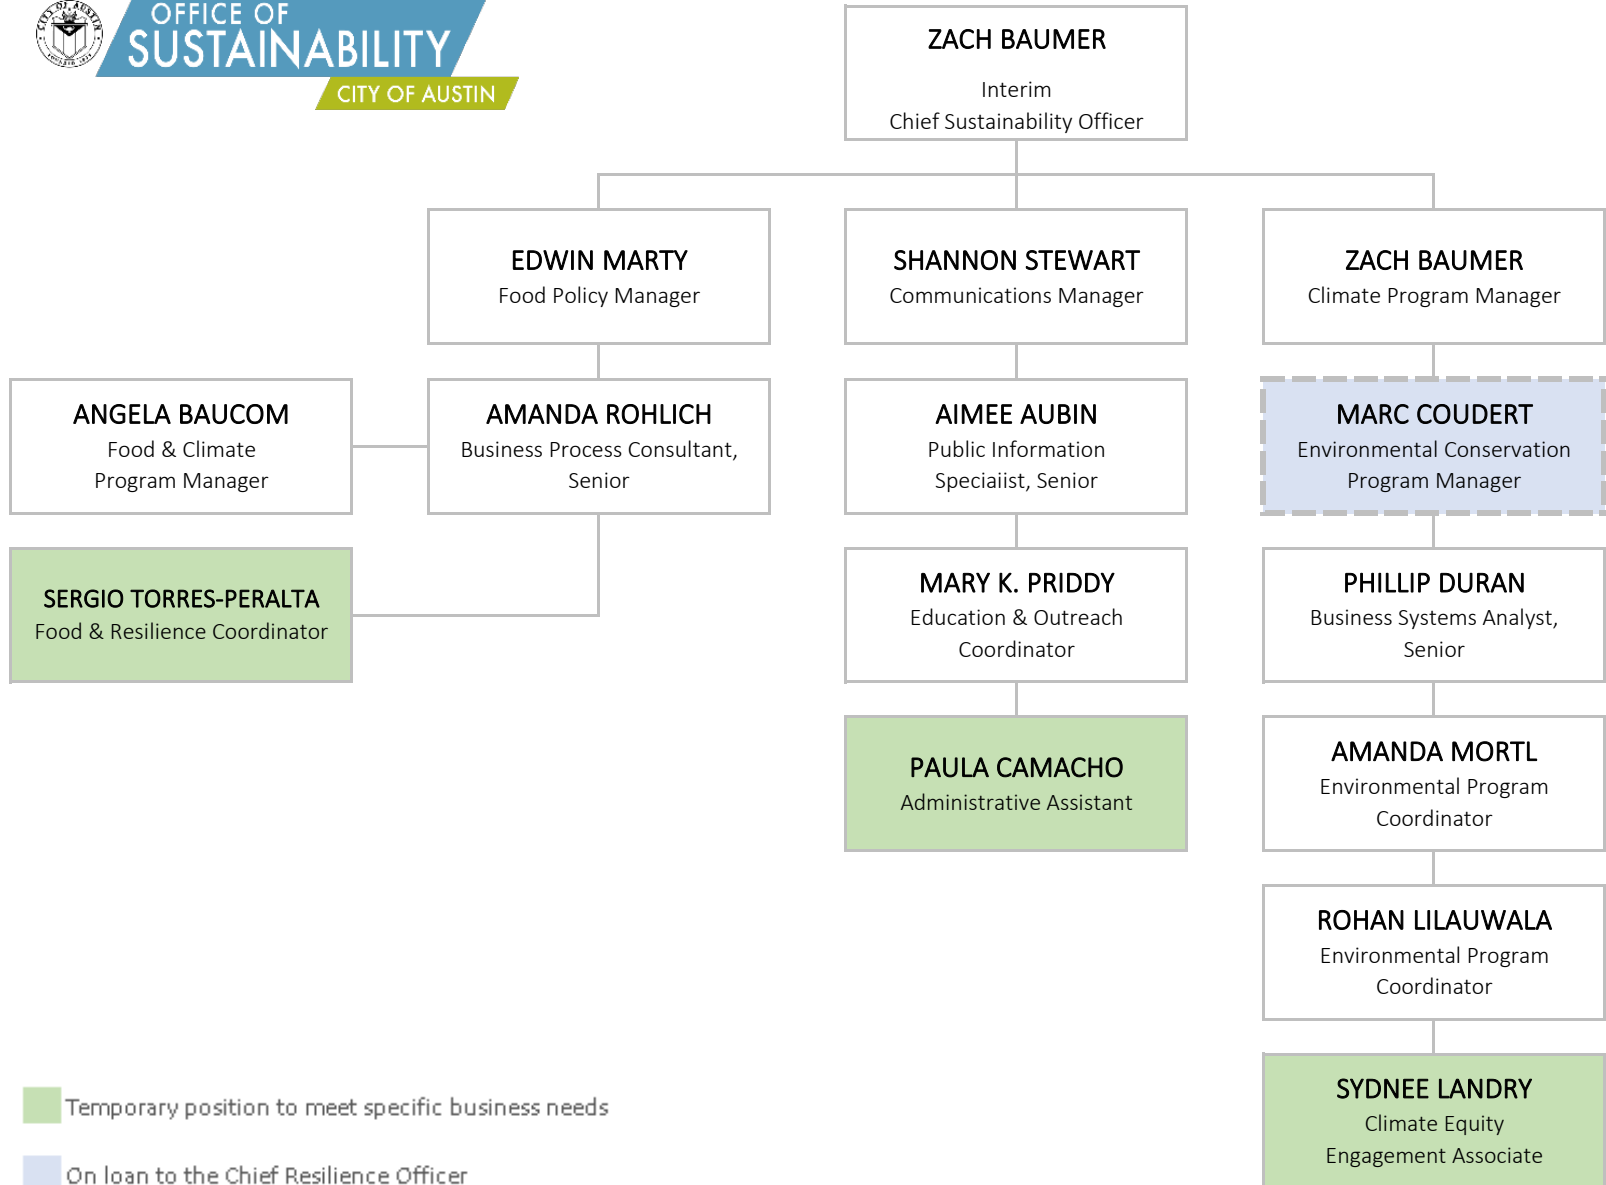 CITY OF AUSTIN
FOUNDED 1839
OFFICE OF
SUSTAINABILITY
CITY OF AUSTIN
ZACH BAUMER
Interim
Chief Sustainability Officer
EDWIN MARTY
Food Policy Manager
SHANNON STEWART
Communications Manager
ZACH BAUMER
Climate Program Manager
ANGELA BAUCOM
Food & Climate
Program Manager
AMANDA ROHLICH
Business Process Consultant,
Senior
AIMEE AUBIN
Public Information
Speciaiist, Senior
MARC COUDERT
Environmental Conservation
Program Manager
SERGIO TORRES-PERALTA
Food & Resilience Coordinator
MARY K. PRIDDY
Education & Outreach
Coordinator
PHILLIP DURAN
Business Systems Analyst,
Senior
PAULA CAMACHO
Administrative Assistant
AMANDA MORTL
Environmental Program
Coordinator
ROHAN LILAUWALA
Environmental Program
Coordinator
SYDNEE LANDRY
Climate Equity
Engagement Associate
Temporary position to meet specific business needs
On loan to the Chief Resilience Officer